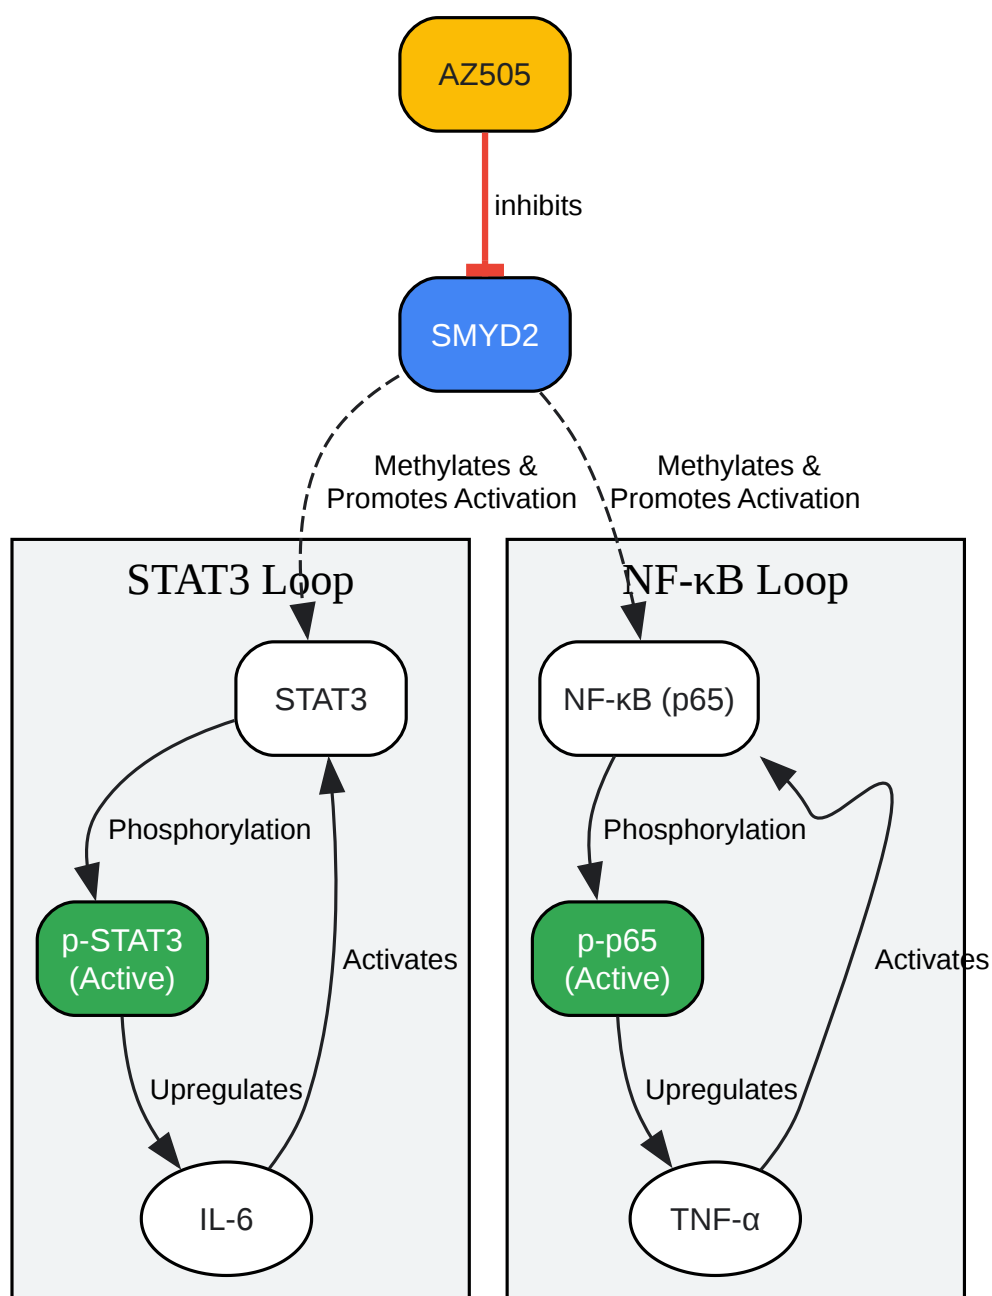 AZ505
inhibits
SMYD2
Methylates &
Promotes Activation
Methylates &
Promotes Activation
STAT3 Loop
NF-κB Loop
STAT3
NF-κB (p65)
Phosphorylation
Phosphorylation
p-STAT3
(Active)
p-p65
(Active)
Activates
Activates
Upregulates
Upregulates
IL-6
TNF-α